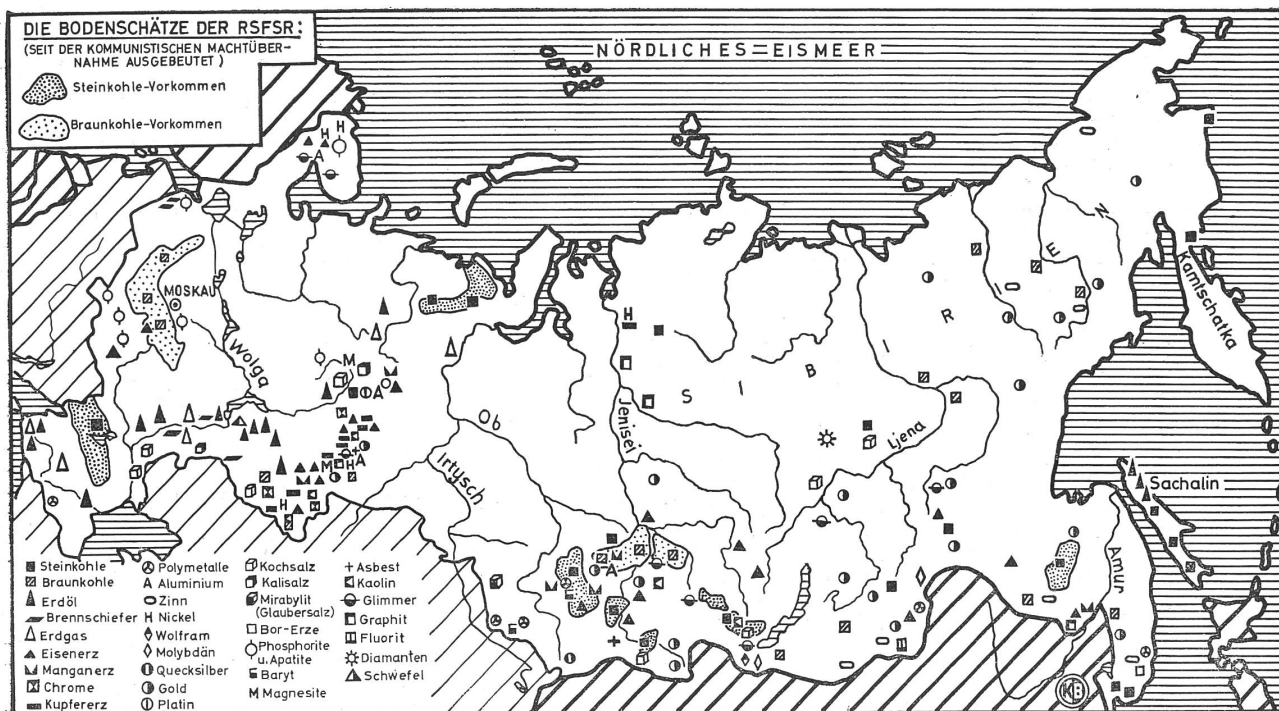 DIE BODENSCHÄTZE DER RSFSR:
(SEIT DER KOMMUNISTISCHEN MACHTÜBER-
NAHME AUSGEBEUTET)
Steinkohle-Vorkommen
Braunkohle-Vorkommen
NÖRDLICHES EISMEER
MOSKAU
Wolga
Ob
Irtysch
Jenisei
SIBIRIEN
Ljena
Kamtschatka
Sachalin
Amur
Steinkohle
Braunkohle
Erdöl
Brennschiefer
Erdgas
Eisenerz
Manganerz
Chrome
Kupfererz
Polymetalle
A Aluminium
Zinn
H Nickel
Wolfram
Molybdän
Quecksilber
Gold
Platin
Kochsalz
Kalisalz
Mirabylit
(Glaubersalz)
Bor-Erze
Phosphorite
u. Apatite
Baryt
M Magnesite
Asbest
Kaolin
Glimmer
Graphit
Fluorit
Diamanten
Schwefel
KB